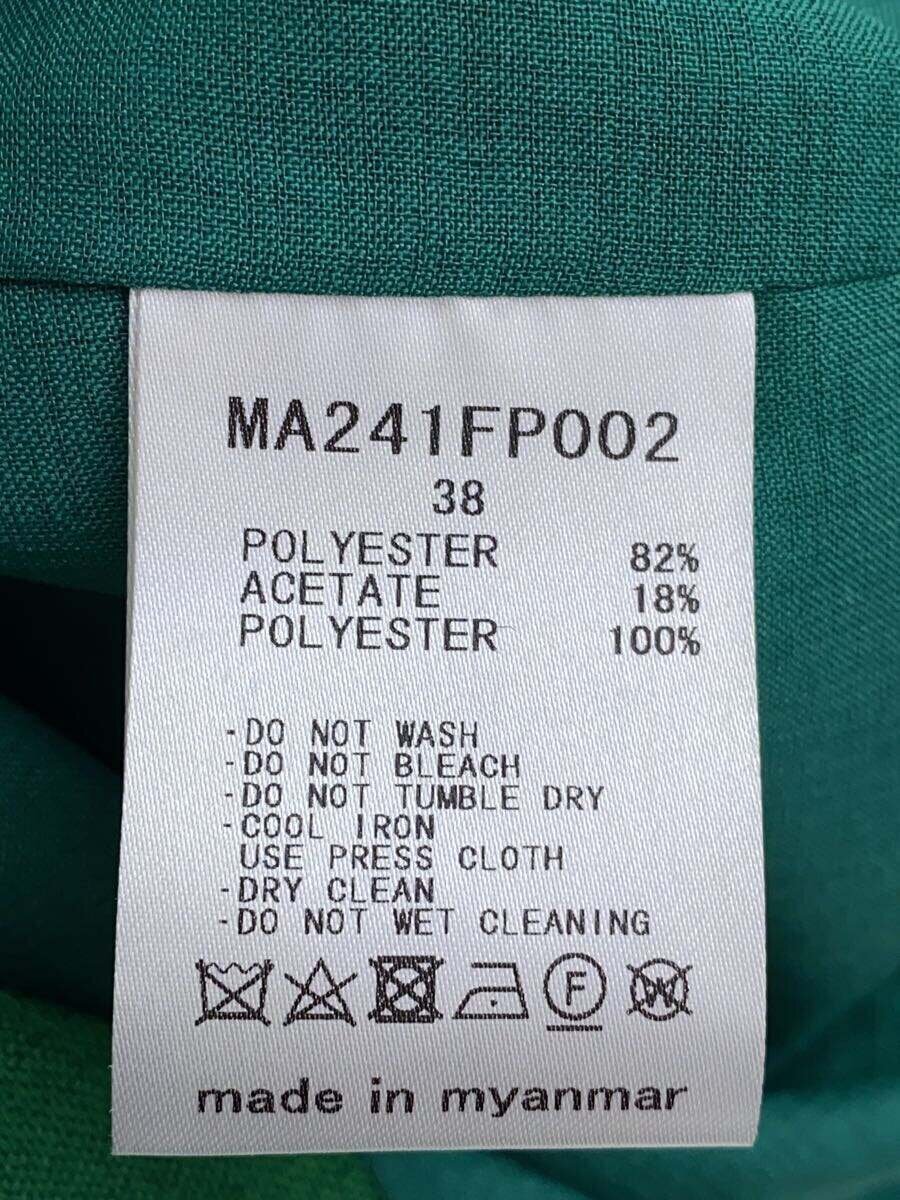 MA241FP002
38
POLYESTER 82%
ACETATE 18%
POLYESTER 100%
-DO NOT WASH
-DO NOT BLEACH
-DO NOT TUMBLE DRY
-COOL IRON
USE PRESS CLOTH
-DRY CLEAN
-DO NOT WET CLEANING
F W
made in myanmar